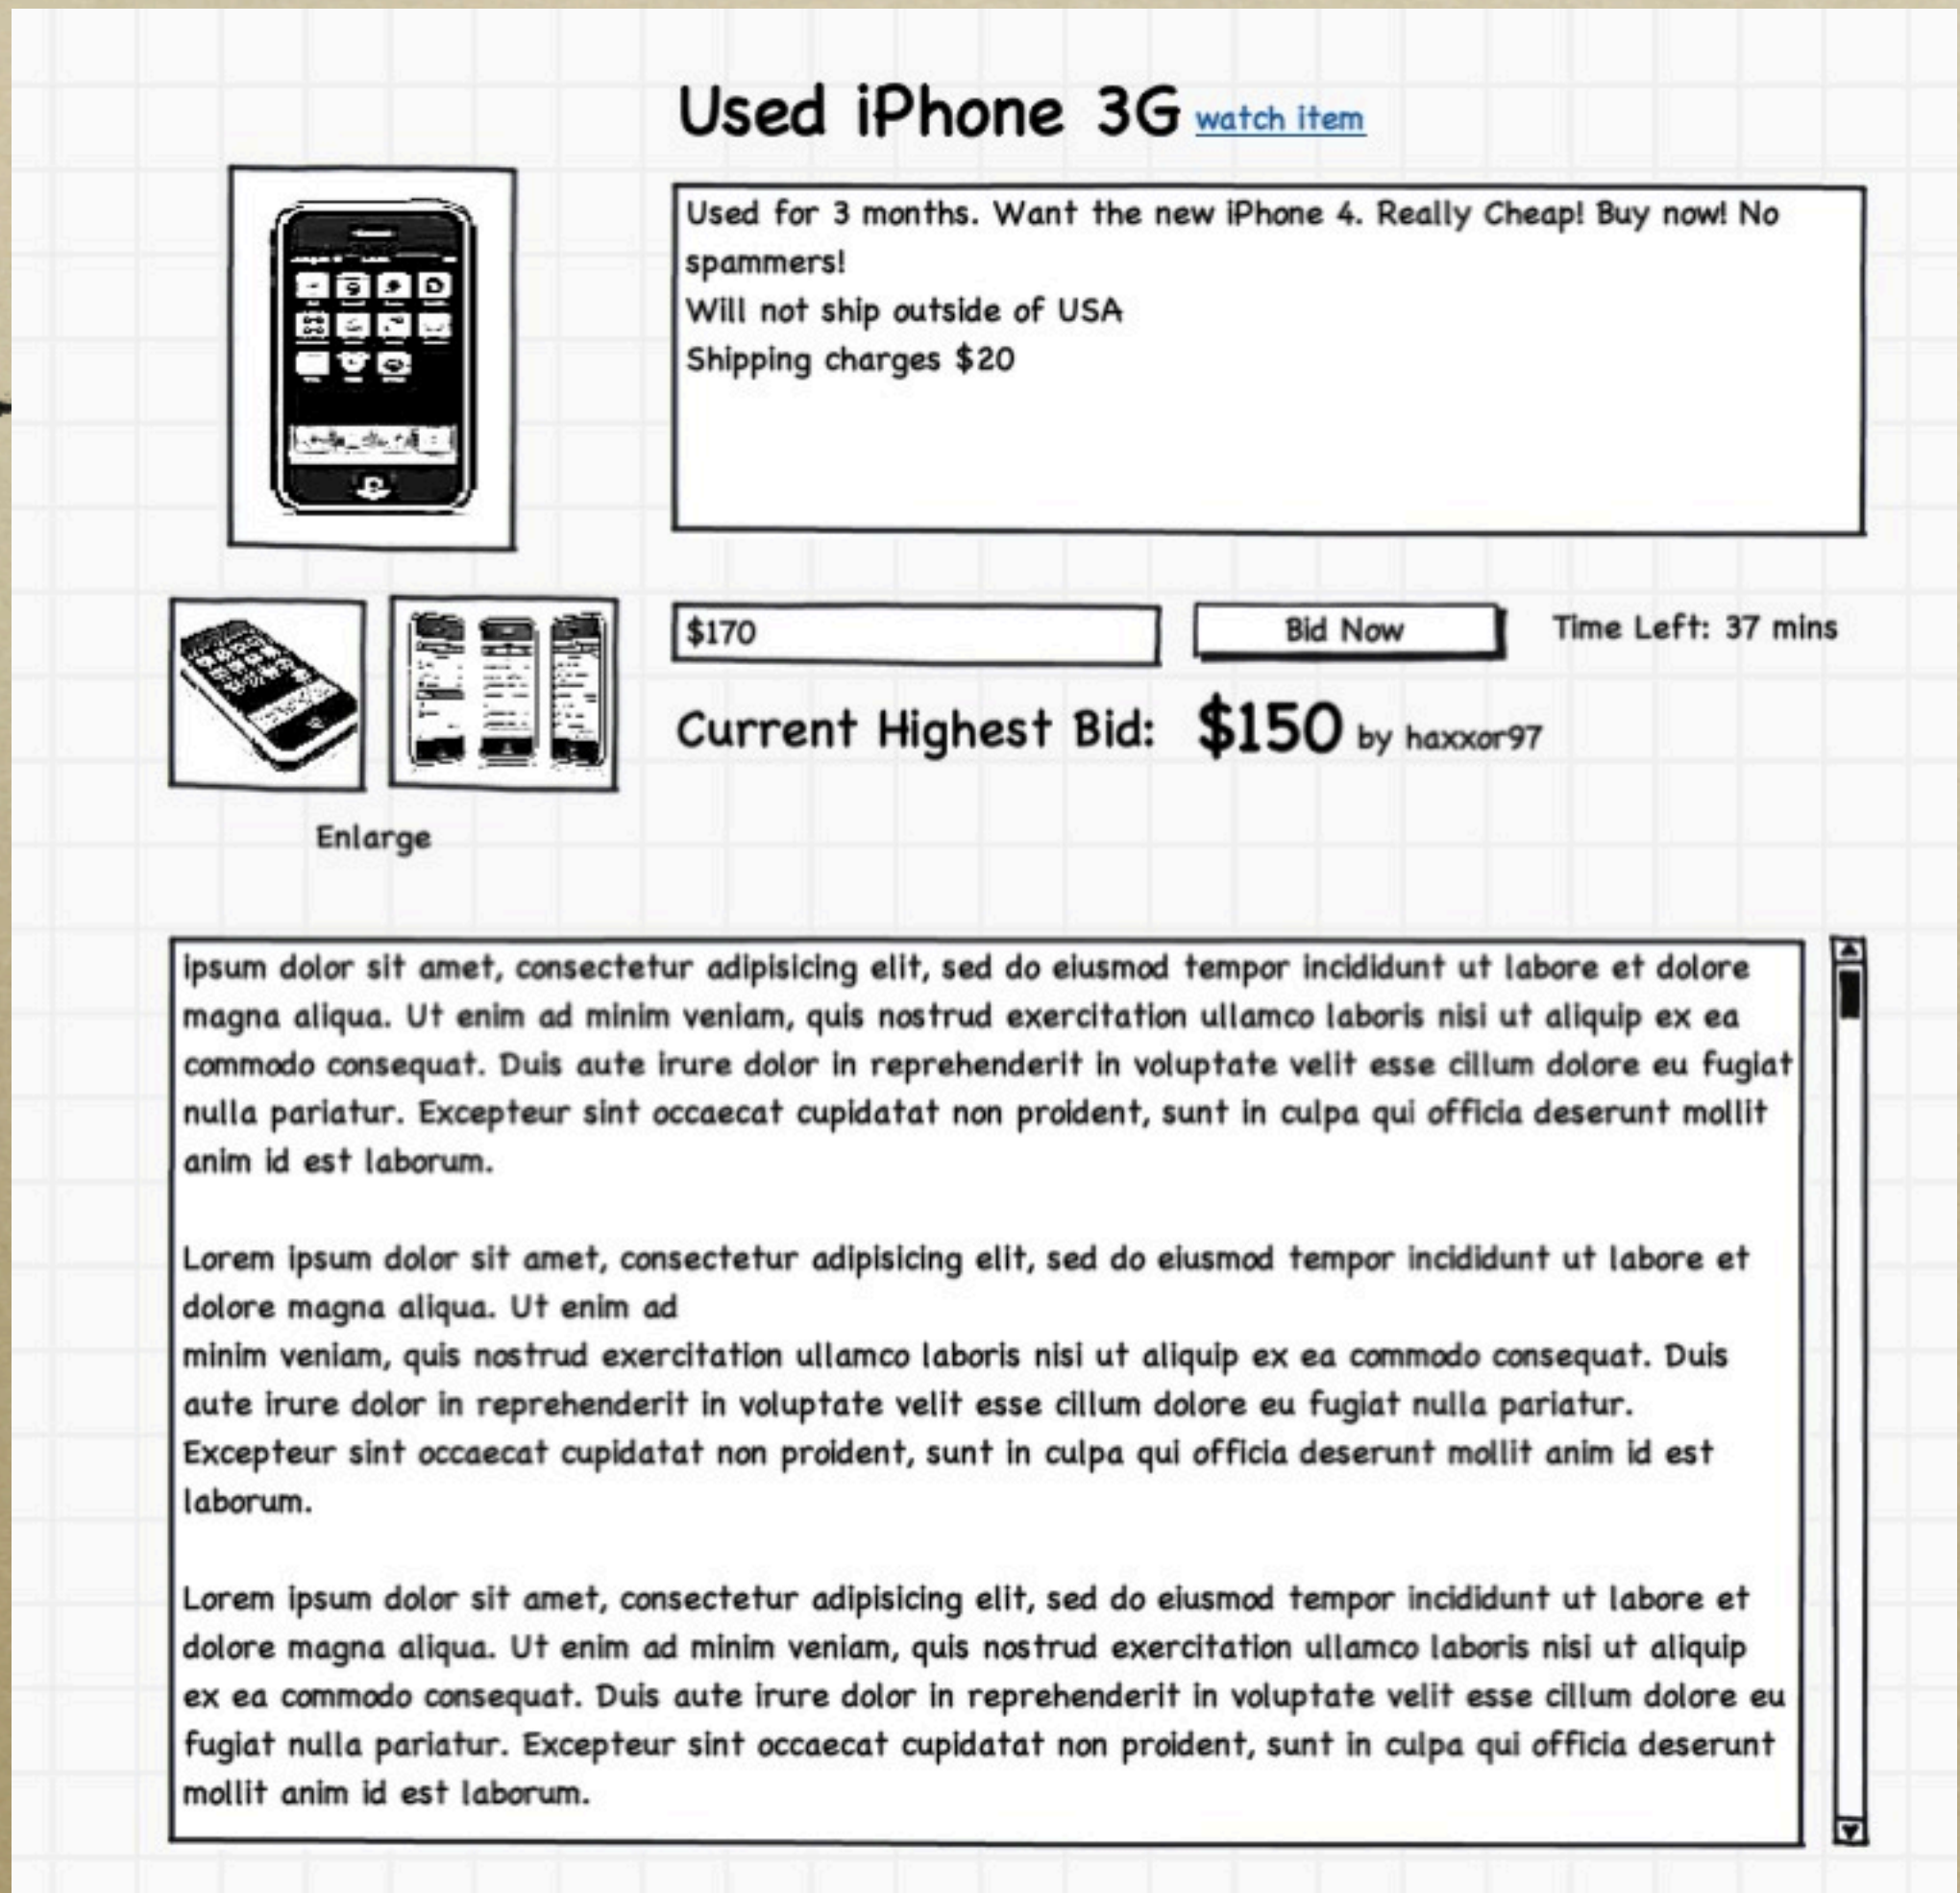 Used iPhone 3G watch item
Used for 3 months. Want the new iPhone 4. Really Cheap! Buy now! No
spammers!
Will not ship outside of USA
Shipping charges $20
$170
Bid Now
Time Left: 37 mins
Current Highest Bid: $150 by haxxor97
Enlarge
ipsum dolor sit amet, consectetur adipisicing elit, sed do eiusmod tempor incididunt ut labore et dolore
magna aliqua. Ut enim ad minim veniam, quis nostrud exercitation ullamco laboris nisi ut aliquip ex ea
commodo consequat. Duis aute irure dolor in reprehenderit in voluptate velit esse cillum dolore eu fugiat
nulla pariatur. Excepteur sint occaecat cupidatat non proident, sunt in culpa qui officia deserunt mollit
anim id est laborum.
Lorem ipsum dolor sit amet, consectetur adipisicing elit, sed do eiusmod tempor incididunt ut labore et
dolore magna aliqua. Ut enim ad
minim veniam, quis nostrud exercitation ullamco laboris nisi ut aliquip ex ea commodo consequat. Duis
aute irure dolor in reprehenderit in voluptate velit esse cillum dolore eu fugiat nulla pariatur.
Excepteur sint occaecat cupidatat non proident, sunt in culpa qui officia deserunt mollit anim id est
laborum.
Lorem ipsum dolor sit amet, consectetur adipisicing elit, sed do eiusmod tempor incididunt ut labore et
dolore magna aliqua. Ut enim ad minim veniam, quis nostrud exercitation ullamco laboris nisi ut aliquip
ex ea commodo consequat. Duis aute irure dolor in reprehenderit in voluptate velit esse cillum dolore eu
fugiat nulla pariatur. Excepteur sint occaecat cupidatat non proident, sunt in culpa qui officia deserunt
mollit anim id est laborum.